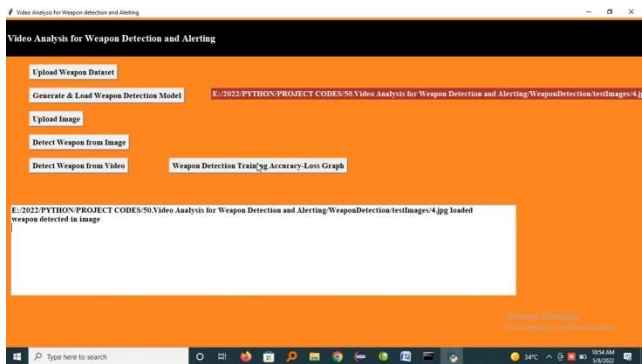 Video Analysis for Weapon detection and Alerting
Video Analysis for Weapon Detection and Alerting
Upload Weapon Dataset
Generate & Load Weapon Detection Model
E:/2022/PYTHON/PROJECT CODES/50.Video Analysis for Weapon Detection and Alerting/WeaponDetection/testImages/4.j
Upload Image
Detect Weapon from Image
Detect Weapon from Video
Weapon Detection Training Accuracy-Loss Graph
E:/2022/PYTHON/PROJECT CODES/50.Video Analysis for Weapon Detection and Alerting/WeaponDetection/testImages/4.jpg loaded
weapon detected in image
Type here to search
34°C
10:54 AM
5/8/2022